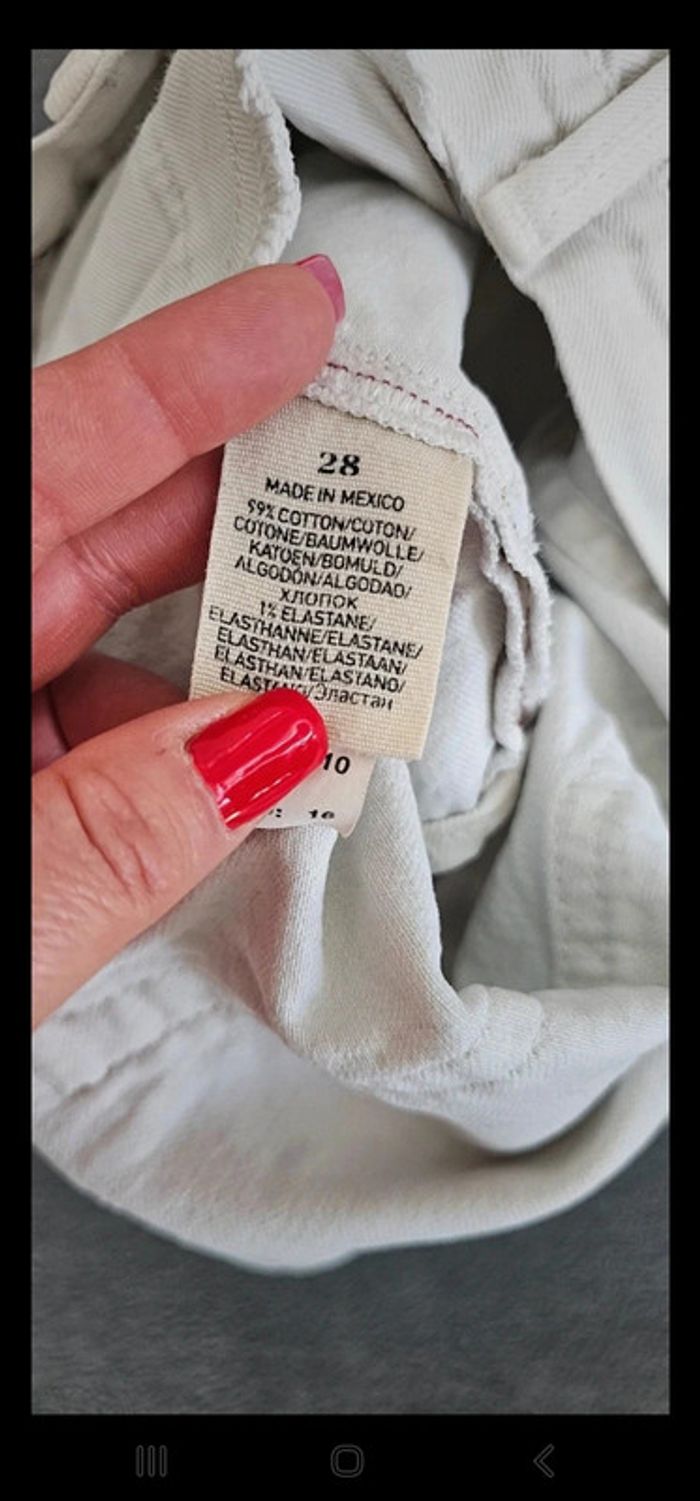 28
MADE IN MEXICO
99% COTTON/COTON/
COTONE/BAUMWOLLE/
KATOEN/BOMULD/
ALGODÓN/ALGODAO/
ХЛОПОК
1% ELASTANE/
ELASTHANNE/ELASTANE/
ELASTHAN/ELASTAAN/
ELASTHAN/ELASTANO/
Эластан
10